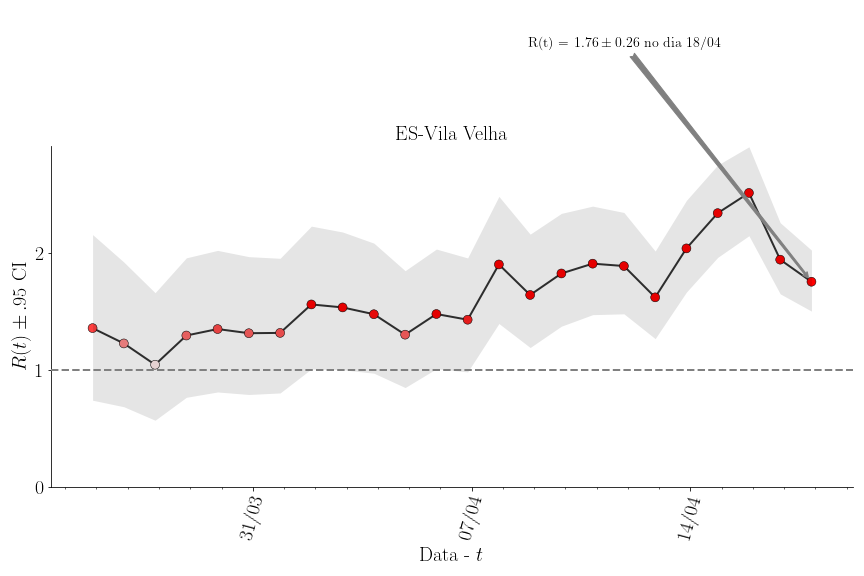 R(t) = 1.76 ± 0.26 no dia 18/04
ES-Vila Velha
R(t) ± .95 CI
2
1
0
31/03
07/04
14/04
Data - t